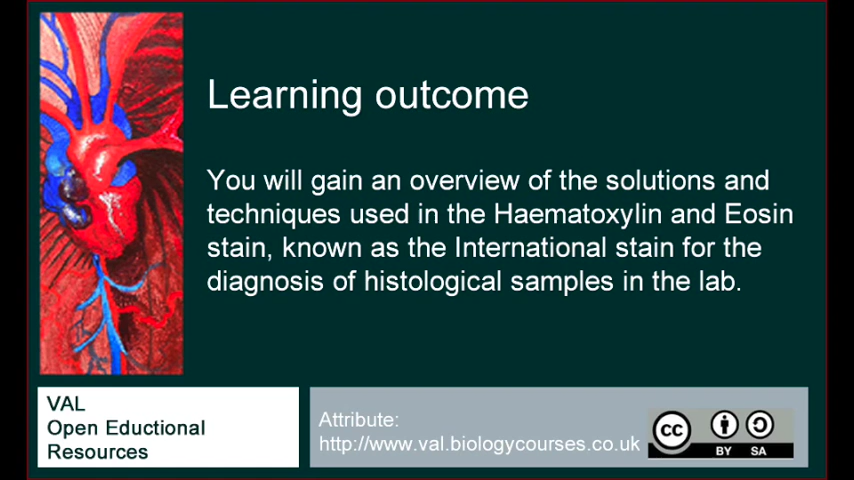 Learning outcome
You will gain an overview of the solutions and
techniques used in the Haematoxylin and Eosin
stain, known as the International stain for the
diagnosis of histological samples in the lab.
VAL
Open Eductional
Resources
Attribute:
http://www.val.biologycourses.co.uk
cc
BY SA